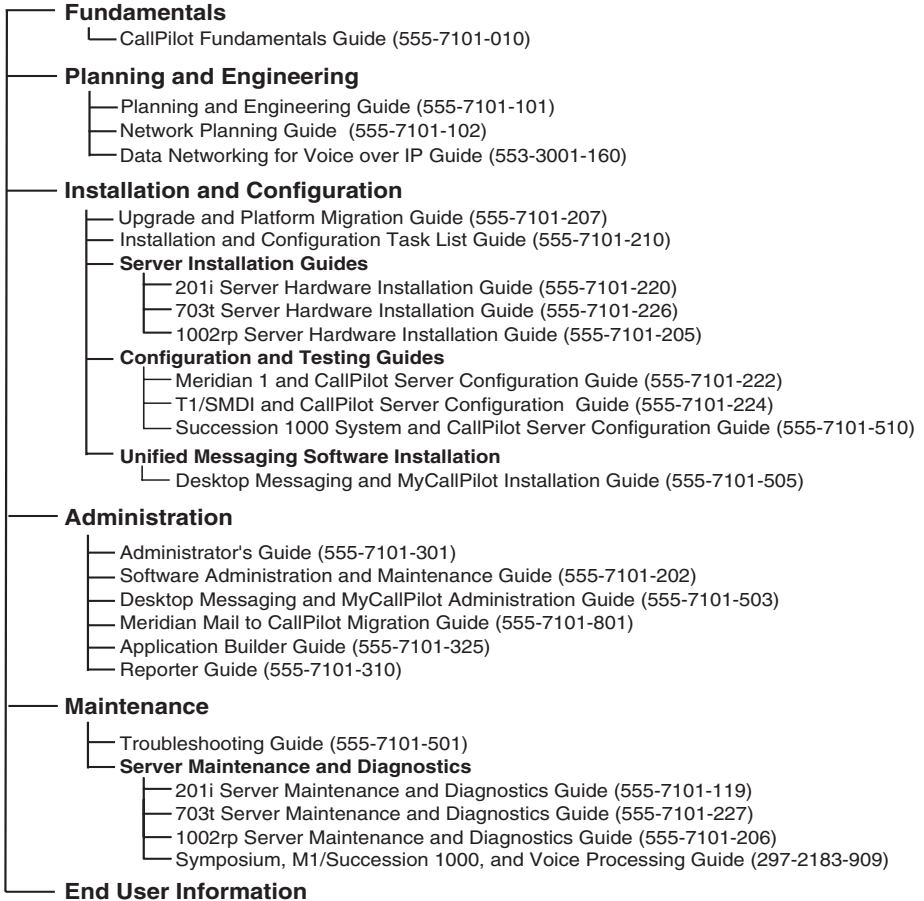 Fundamentals
CallPilot Fundamentals Guide (555-7101-010)
Planning and Engineering
Planning and Engineering Guide (555-7101-101)
Network Planning Guide (555-7101-102)
Data Networking for Voice over IP Guide (553-3001-160)
Installation and Configuration
Upgrade and Platform Migration Guide (555-7101-207)
Installation and Configuration Task List Guide (555-7101-210)
Server Installation Guides
201i Server Hardware Installation Guide (555-7101-220)
703t Server Hardware Installation Guide (555-7101-226)
1002rp Server Hardware Installation Guide (555-7101-205)
Configuration and Testing Guides
Meridian 1 and CallPilot Server Configuration Guide (555-7101-222)
T1/SMDI and CallPilot Server Configuration Guide (555-7101-224)
Succession 1000 System and CallPilot Server Configuration Guide (555-7101-510)
Unified Messaging Software Installation
Desktop Messaging and MyCallPilot Installation Guide (555-7101-505)
Administration
Administrator's Guide (555-7101-301)
Software Administration and Maintenance Guide (555-7101-202)
Desktop Messaging and MyCallPilot Administration Guide (555-7101-503)
Meridian Mail to CallPilot Migration Guide (555-7101-801)
Application Builder Guide (555-7101-325)
Reporter Guide (555-7101-310)
Maintenance
Troubleshooting Guide (555-7101-501)
Server Maintenance and Diagnostics
201i Server Maintenance and Diagnostics Guide (555-7101-119)
703t Server Maintenance and Diagnostics Guide (555-7101-227)
1002rp Server Maintenance and Diagnostics Guide (555-7101-206)
Symposium, M1/Succession 1000, and Voice Processing Guide (297-2183-909)
End User Information